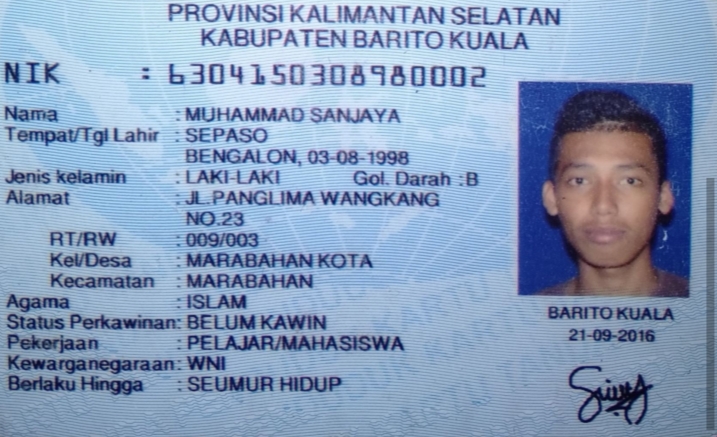 PROVINSI KALIMANTAN SELATAN
KABUPATEN BARITO KUALA
NIK : 6304150308980002
Nama : MUHAMMAD SANJAYA
Tempat/Tgl Lahir : SEPASO
BENGALON, 03-08-1998
Jenis kelamin : LAKI-LAKI Gol. Darah : B
Alamat : JL.PANGLIMA WANGKANG
NO.23
RT/RW : 009/003
Kel/Desa : MARABAHAN KOTA
Kecamatan : MARABAHAN
Agama : ISLAM
Status Perkawinan: BELUM KAWIN
Pekerjaan : PELAJAR/MAHASISWA
Kewarganegaraan: WNI
Berlaku Hingga : SEUMUR HIDUP
BARITO KUALA
21-09-2016